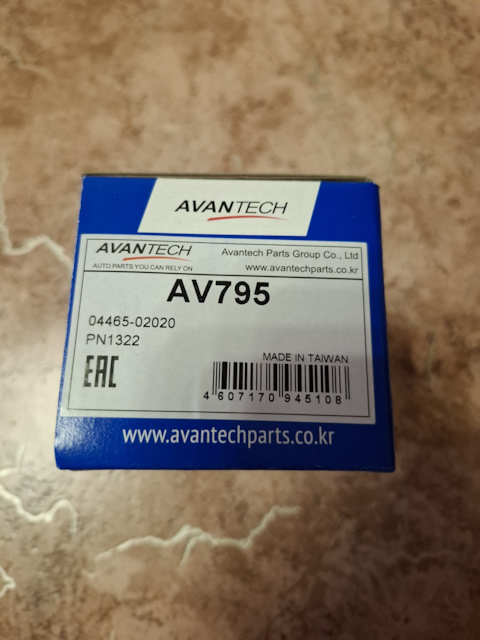 AVANTECH
AVANTECH
AUTO PARTS YOU CAN RELY ON
Avantech Parts Group Co., Ltd
www.avantechparts.co.kr
AV795
04465-02020
PN1322
EAC
MADE IN TAIWAN
4 607170 945108
www.avantechparts.co.kr